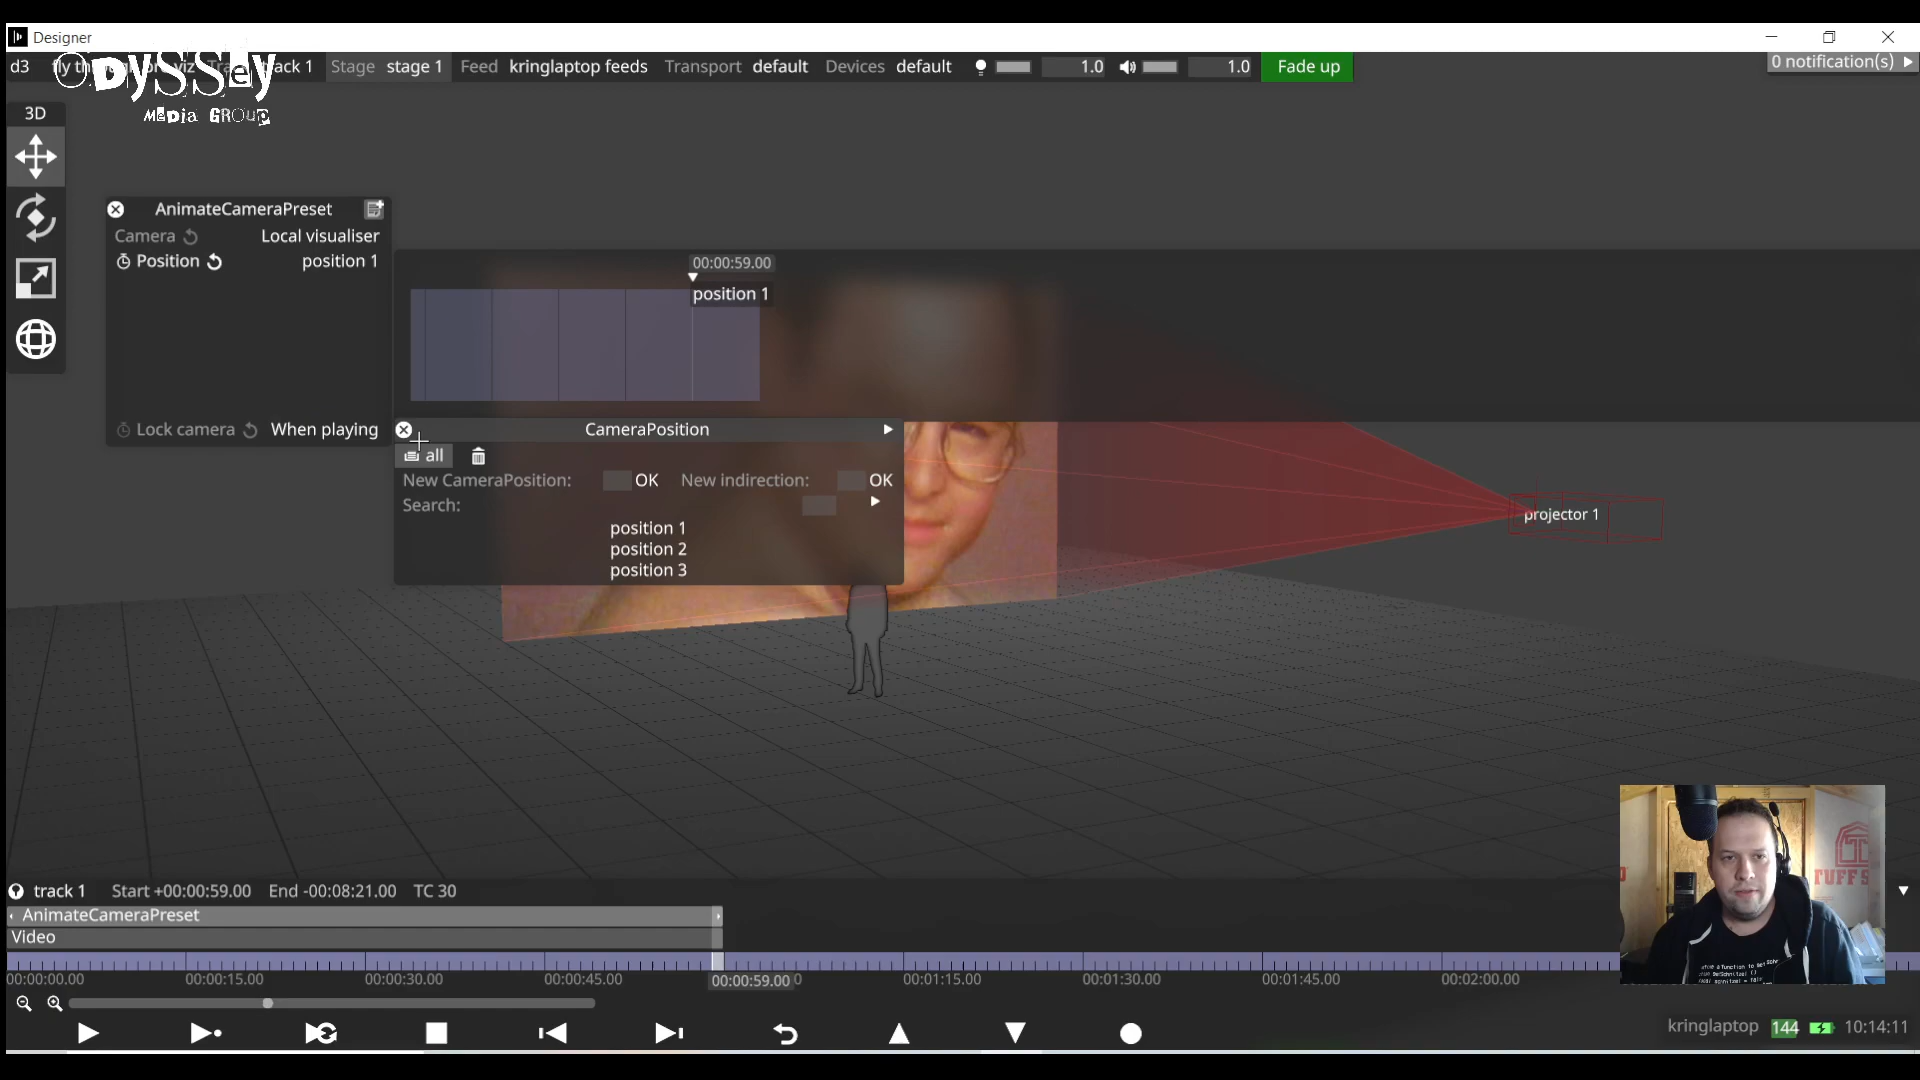 Designer
d3
track 1 Stage stage 1 Feed kringlaptop feeds Transport default Devices default 1.0 1.0 Fade up
0 notification(s)
ODySSey
MeDia GROup
3D
AnimateCameraPreset
Camera Local visualiser
Position position 1
Lock camera When playing
00:00:59.00
position 1
CameraPosition
all
New CameraPosition: OK New indirection: OK
Search:
position 1
position 2
position 3
projector 1
TUFF S
track 1 Start +00:00:59.00 End -00:08:21.00 TC 30
AnimateCameraPreset
Video
00:00:00.00 00:00:15.00 00:00:30.00 00:00:45.00 00:00:59.00 00:01:15.00 00:01:30.00 00:01:45.00 00:02:00.00
kringlaptop 144 10:14:11